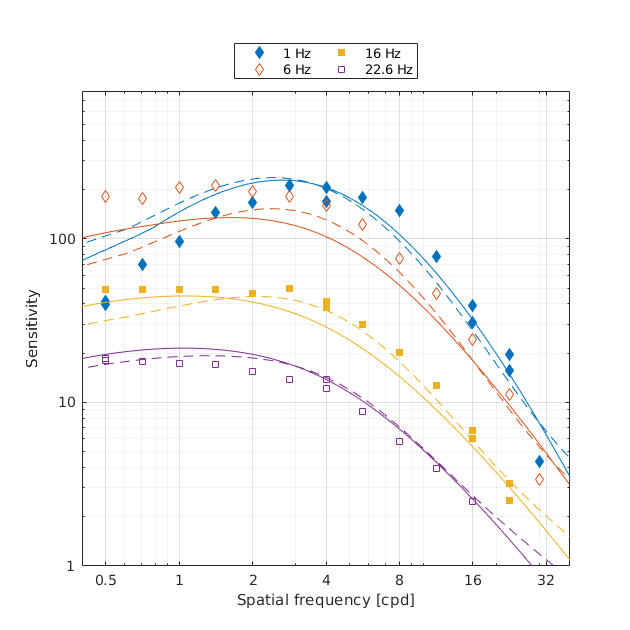 1 Hz 16 Hz
6 Hz 22.6 Hz
100
10
1
Sensitivity
0.5 1 2 4 8 16 32
Spatial frequency [cpd]